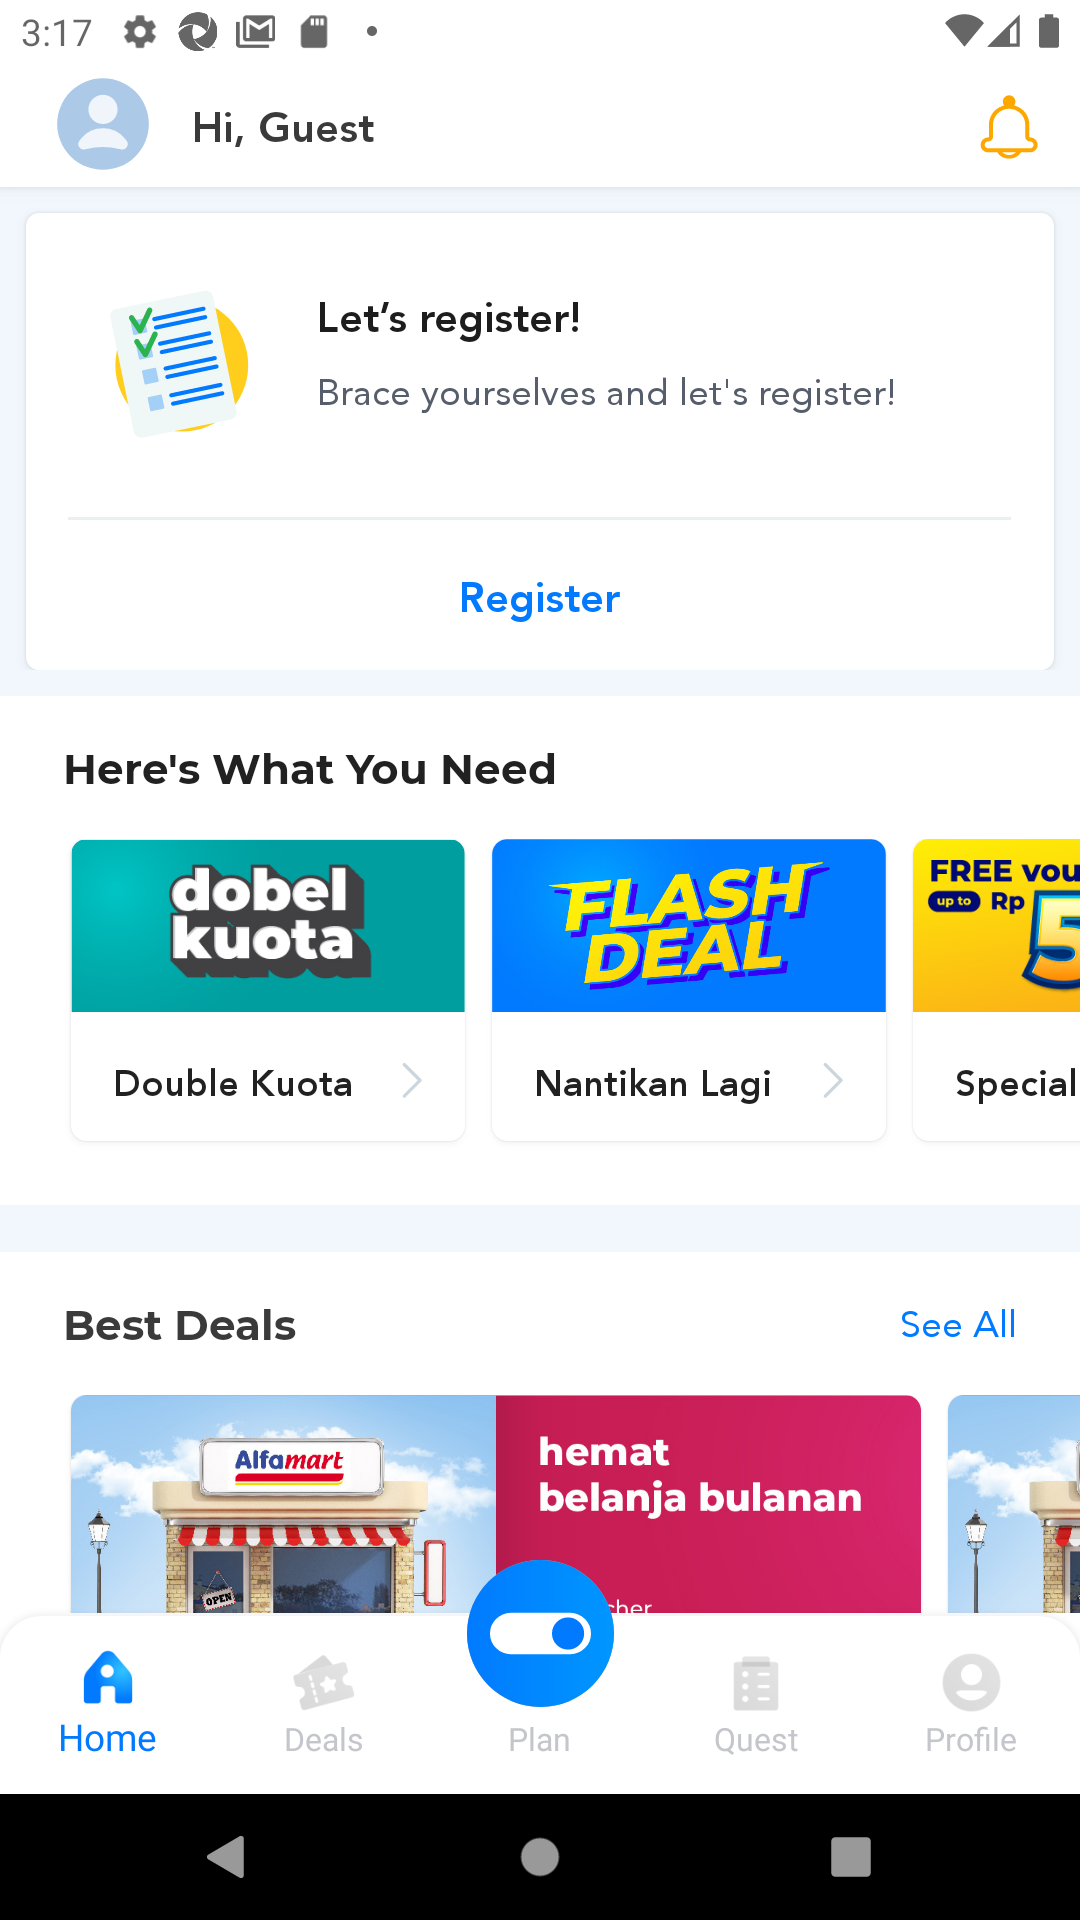 3:17
Hi, Guest
Let's register!
Brace yourselves and let's register!
Register
Here's What You Need
dobel
kuota
FLASH
DEAL
FREE vou
up to Rp 5
Double Kuota
Nantikan Lagi
Special
Best Deals
See All
Alfamart
hemat
belanja bulanan
OPEN
cher
Home
Deals
Plan
Quest
Profile